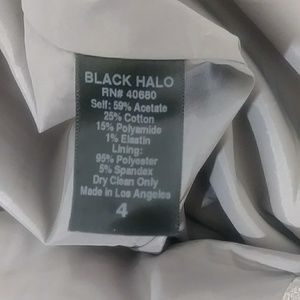 BLACK HALO
RN# 40680
Self: 59% Acetate
25% Cotton
15% Polyamide
1% Elastin
Lining:
95% Polyester
5% Spandex
Dry Clean Only
Made in Los Angeles
4